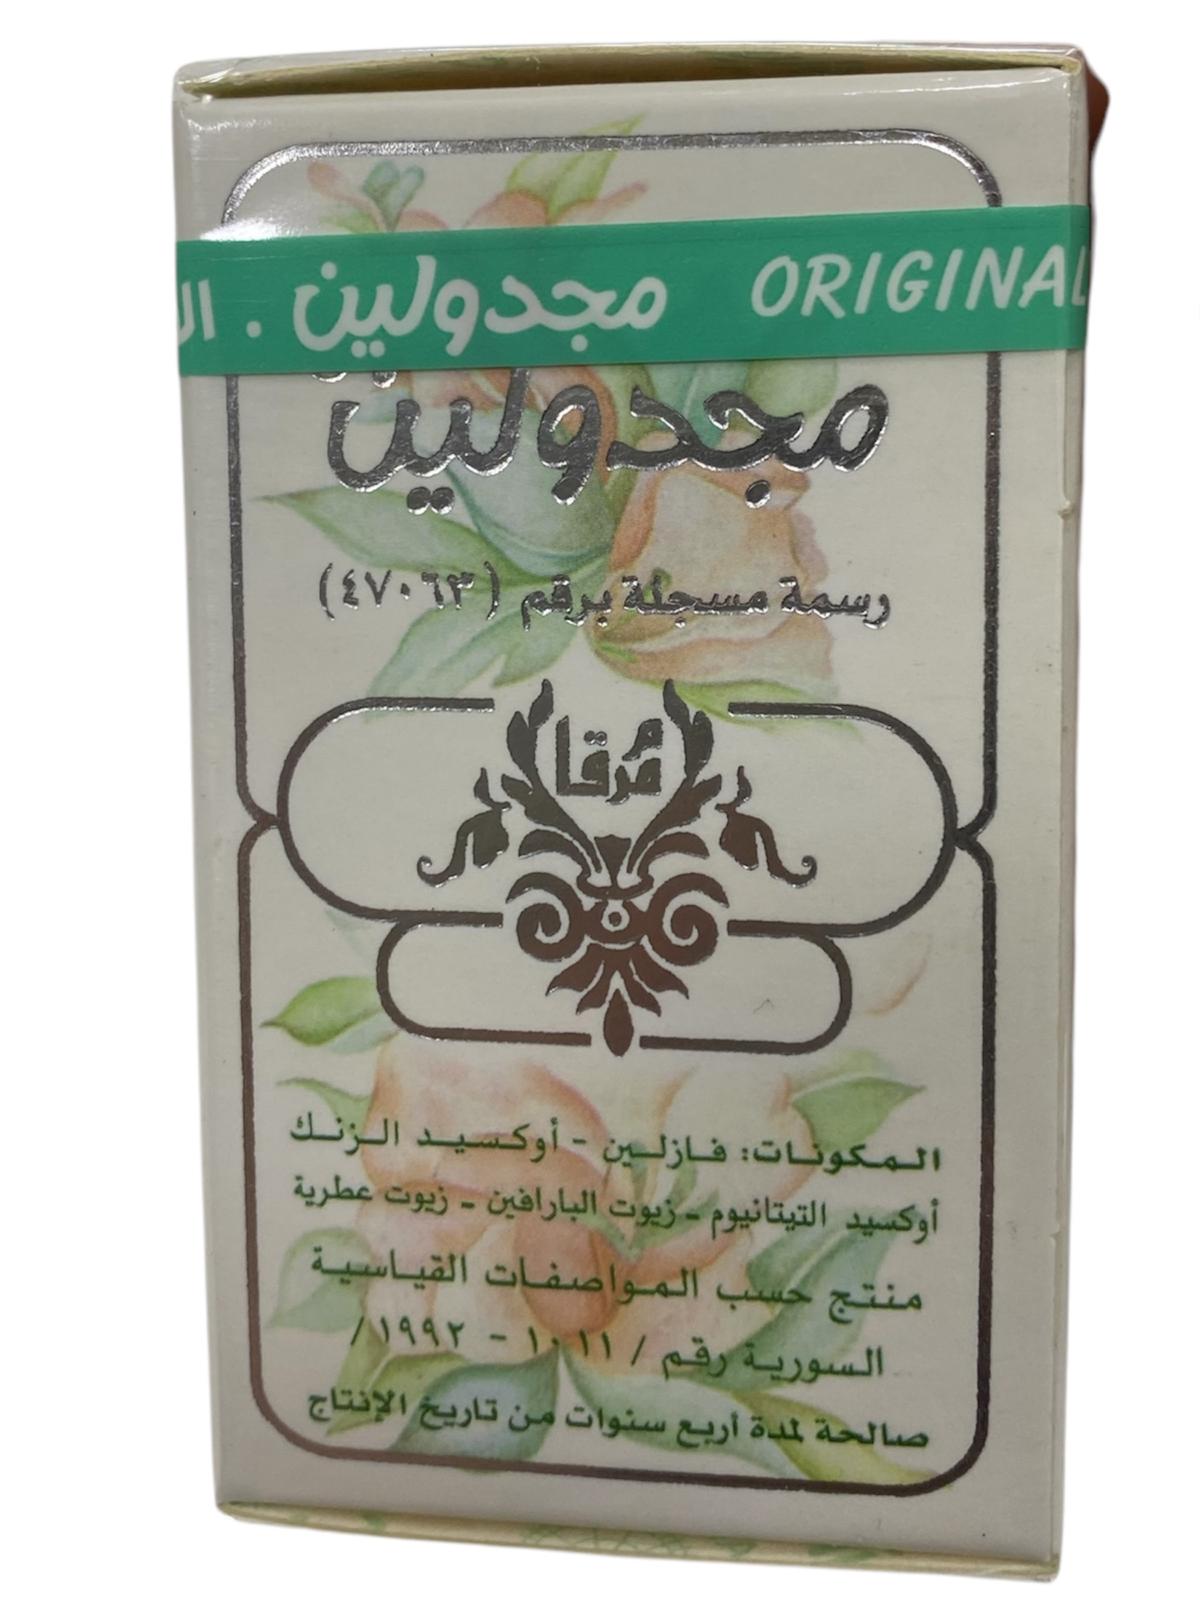 ORIGINAL مجدولين . الـ
مجدولين
رسمة مسجلة برقم (٤٧٠٦٣)
مُرقا
المكونات: فازلين - أوكسيد الزنك
أوكسيد التيتانيوم - زيوت البارافين - زيوت عطرية
منتج حسب المواصفات القياسية
السورية رقم / ١٠١١ - ١٩٩٢ /
صالحة لمدة أربع سنوات من تاريخ الإنتاج